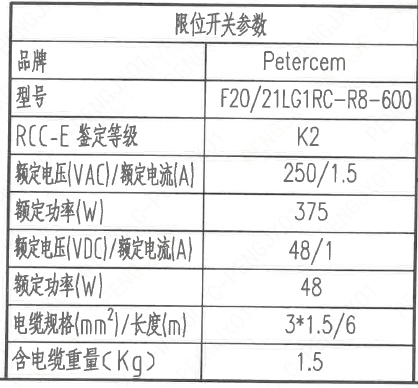 限位开关参数
品牌 Petercem
型号 F20/21LG1RC-R8-600
RCC-E 鉴定等级 K2
额定电压(VAC)/额定电流(A) 250/1.5
额定功率(W) 375
额定电压(VDC)/额定电流(A) 48/1
额定功率(W) 48
电缆规格(mm²)/长度(m) 3*1.5/6
含电缆重量(Kg) 1.5